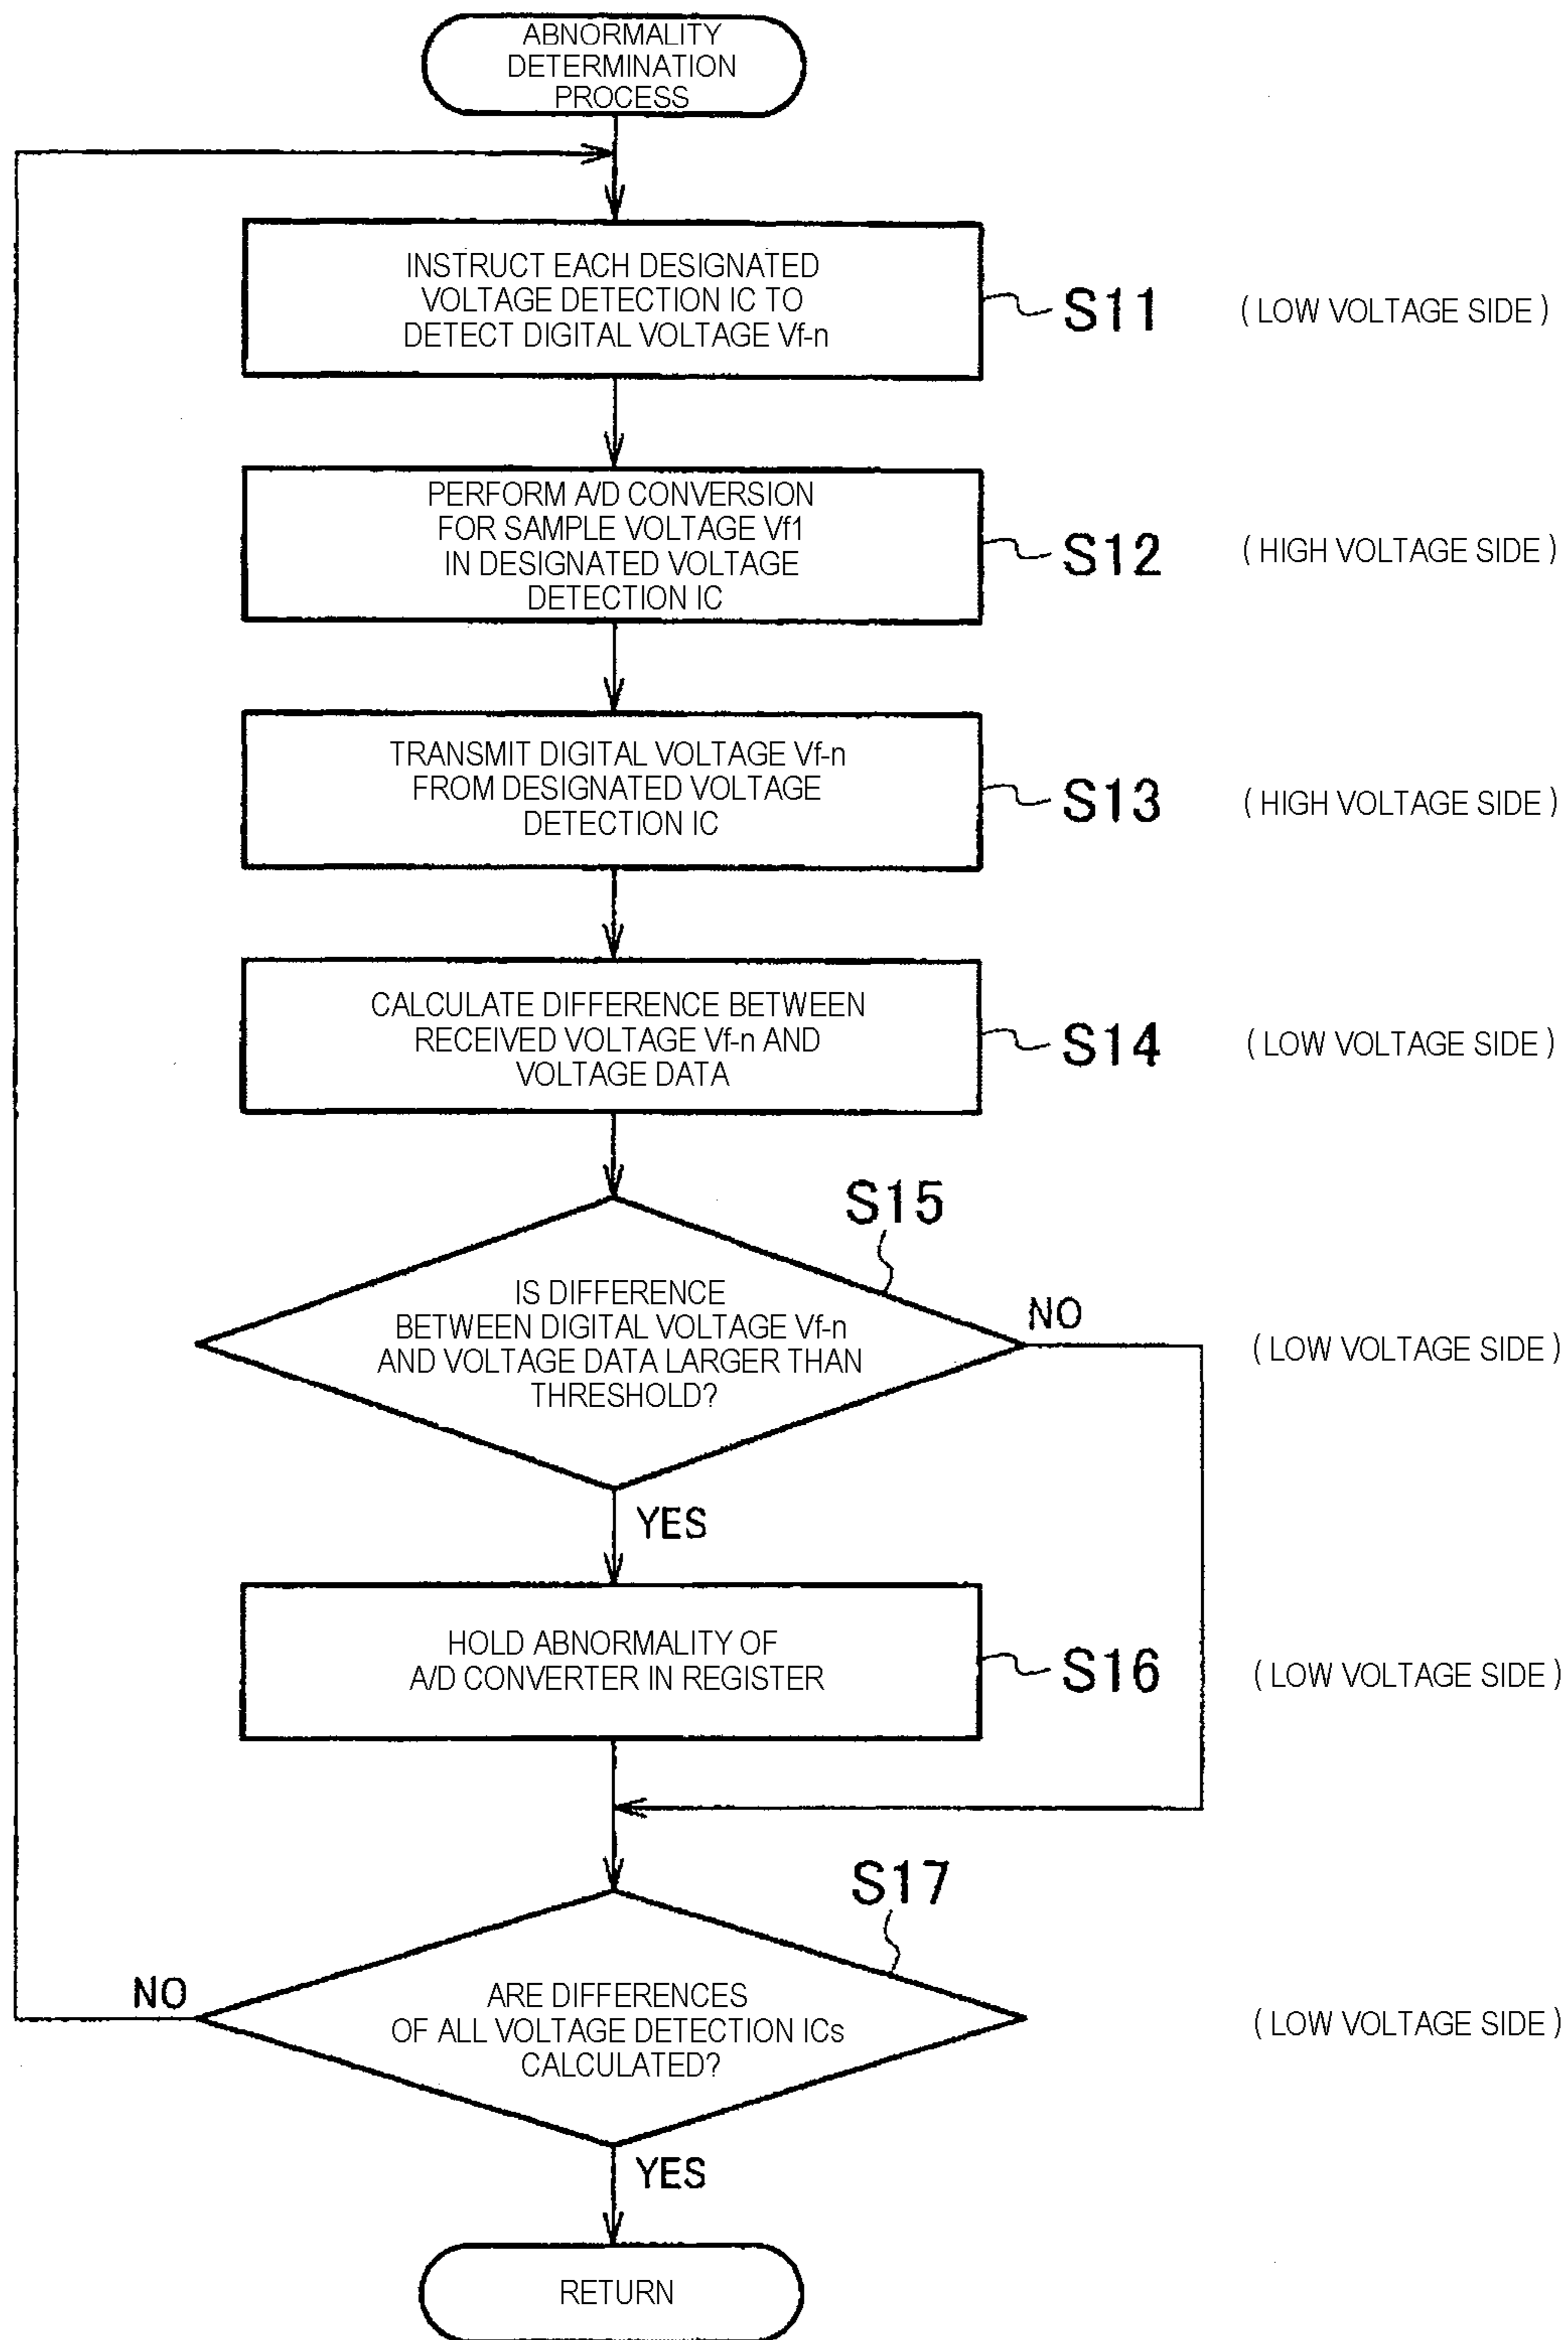 ABNORMALITY
DETERMINATION
PROCESS
INSTRUCT EACH DESIGNATED
VOLTAGE DETECTION IC TO
DETECT DIGITAL VOLTAGE Vf-n
S11
( LOW VOLTAGE SIDE )
PERFORM A/D CONVERSION
FOR SAMPLE VOLTAGE Vf1
IN DESIGNATED VOLTAGE
DETECTION IC
S12
( HIGH VOLTAGE SIDE )
TRANSMIT DIGITAL VOLTAGE Vf-n
FROM DESIGNATED VOLTAGE
DETECTION IC
S13
( HIGH VOLTAGE SIDE )
CALCULATE DIFFERENCE BETWEEN
RECEIVED VOLTAGE Vf-n AND
VOLTAGE DATA
S14
( LOW VOLTAGE SIDE )
S15
IS DIFFERENCE
BETWEEN DIGITAL VOLTAGE Vf-n
AND VOLTAGE DATA LARGER THAN
THRESHOLD?
NO
( LOW VOLTAGE SIDE )
YES
HOLD ABNORMALITY OF
A/D CONVERTER IN REGISTER
S16
( LOW VOLTAGE SIDE )
S17
NO
ARE DIFFERENCES
OF ALL VOLTAGE DETECTION ICs
CALCULATED?
( LOW VOLTAGE SIDE )
YES
RETURN